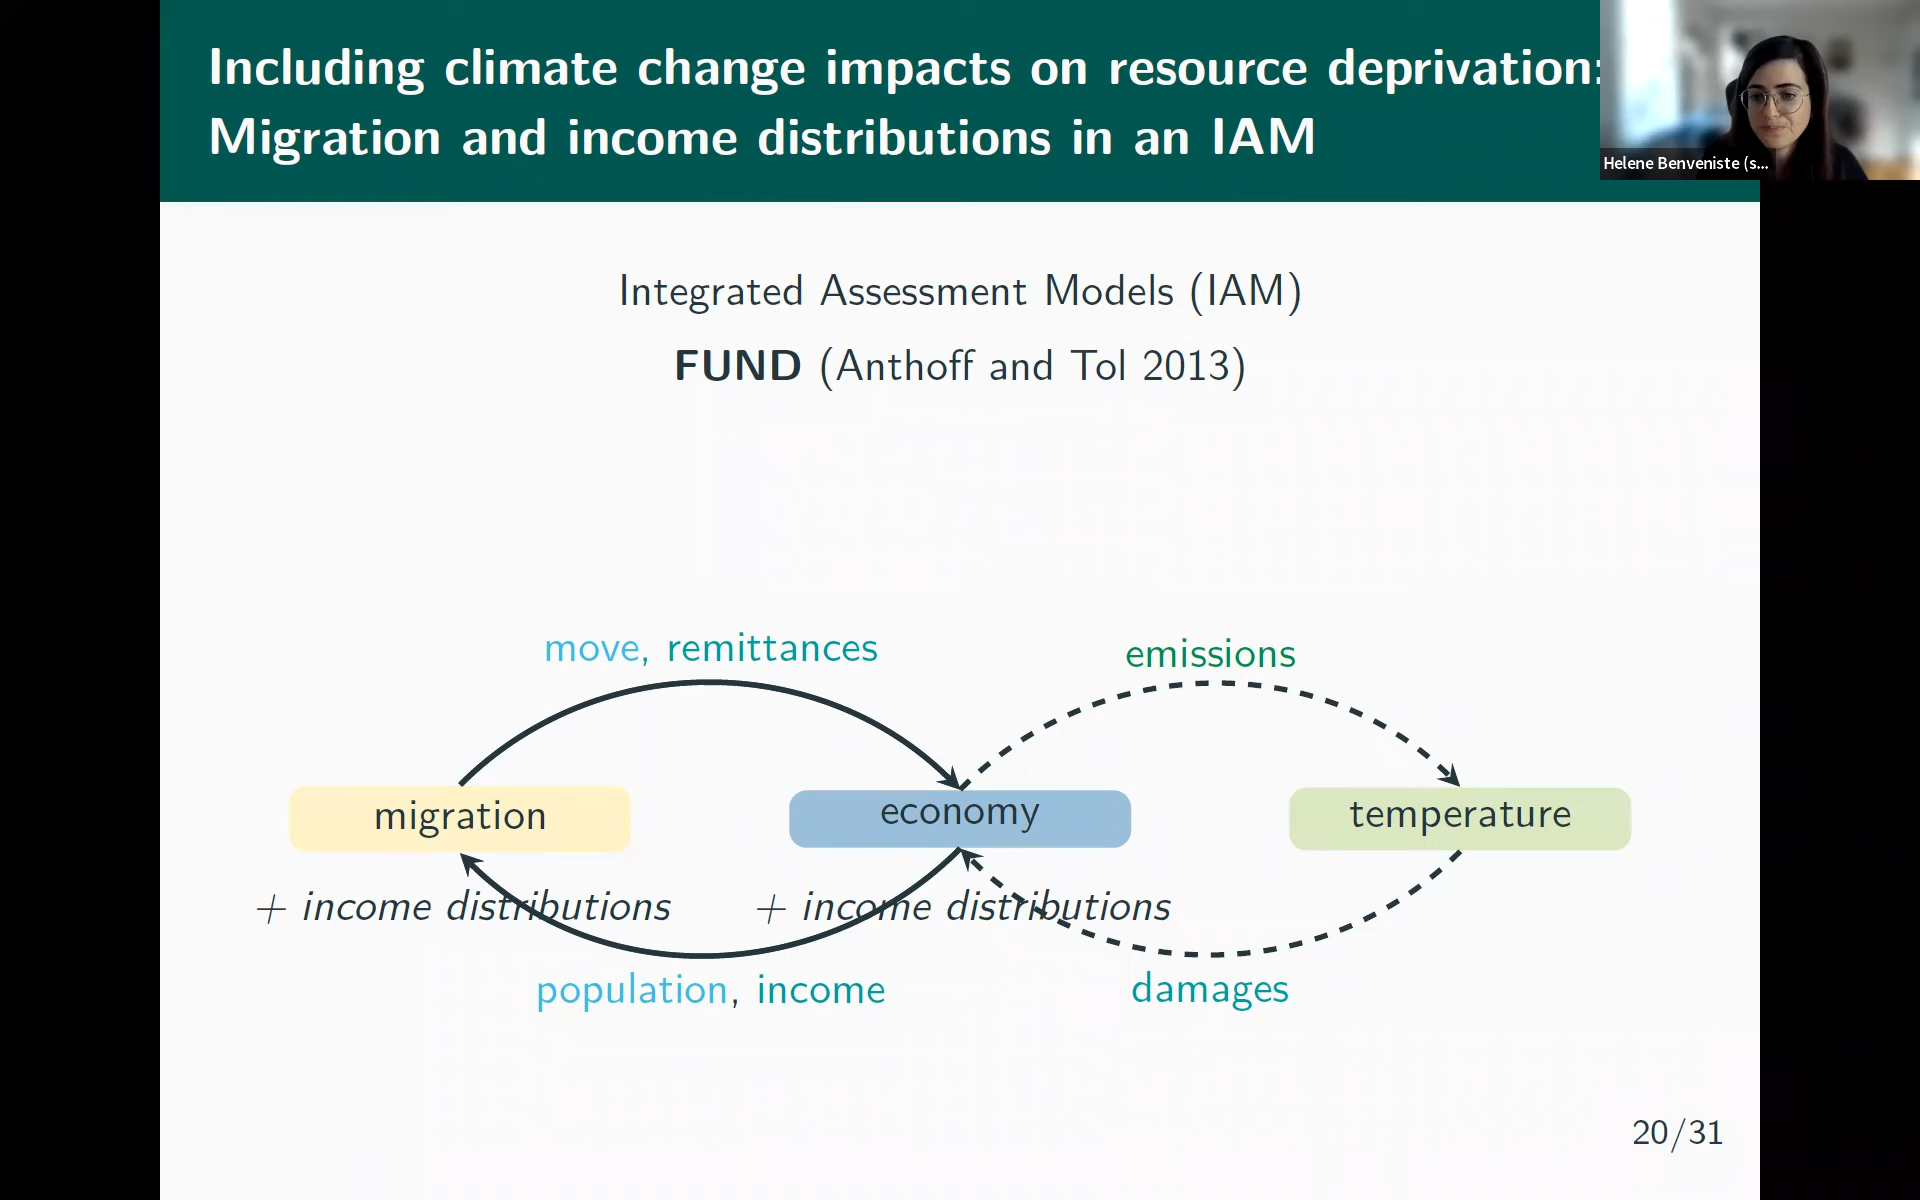 Including climate change impacts on resource deprivation:
Migration and income distributions in an IAM
Helene Benveniste (s...
Integrated Assessment Models (IAM)
FUND (Anthoff and Tol 2013)
move, remittances
emissions
migration
economy
temperature
+ income distributions
+ income distributions
population, income
damages
20/31